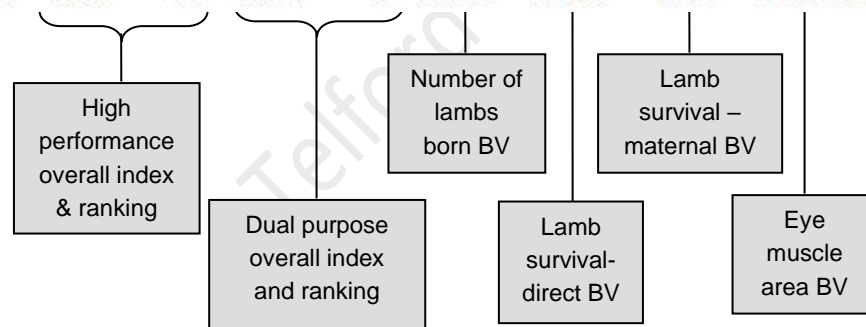 High
performance
overall index
& ranking
Dual purpose
overall index
and ranking
Number of
lambs
born BV
Lamb
survival-
direct BV
Lamb
survival –
maternal BV
Eye
muscle
area BV
Telford